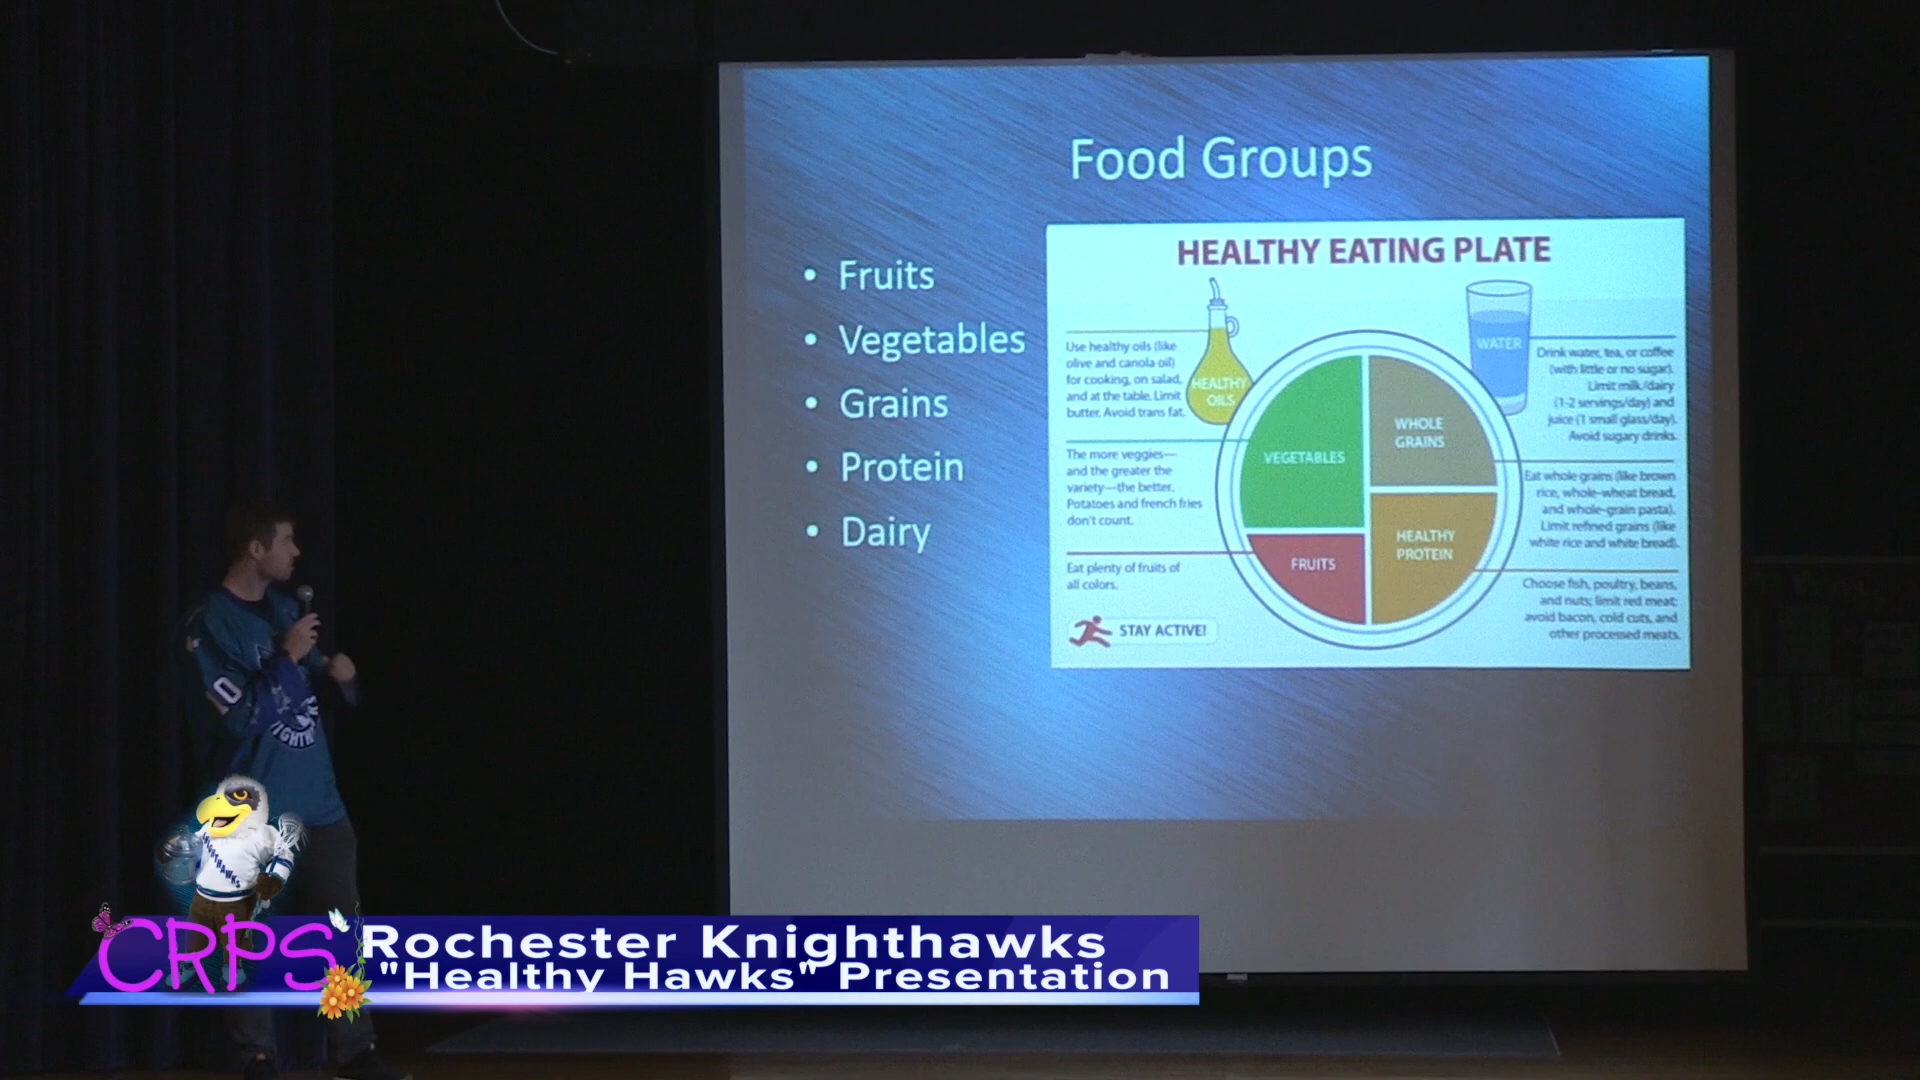 Food Groups
• Fruits
• Vegetables
• Grains
• Protein
• Dairy
HEALTHY EATING PLATE
Use healthy oils (like
olive and canola oil)
for cooking, on salad,
and at the table. Limit
butter. Avoid trans fat.
HEALTHY
OILS
The more veggies—
and the greater the
variety—the better.
Potatoes and french fries
don't count.
Eat plenty of fruits of
all colors.
STAY ACTIVE!
VEGETABLES
FRUITS
WHOLE
GRAINS
HEALTHY
PROTEIN
WATER
Drink water, tea, or coffee
(with little or no sugar).
Limit milk/dairy
(1-2 servings/day) and
juice (1 small glass/day).
Avoid sugary drinks.
Eat whole grains (like brown
rice, whole-wheat bread,
and whole-grain pasta).
Limit refined grains (like
white rice and white bread).
Choose fish, poultry, beans,
and nuts; limit red meat;
avoid bacon, cold cuts, and
other processed meats.
10
KNIGHTHAWKS
CRPS
Rochester Knighthawks
"Healthy Hawks" Presentation